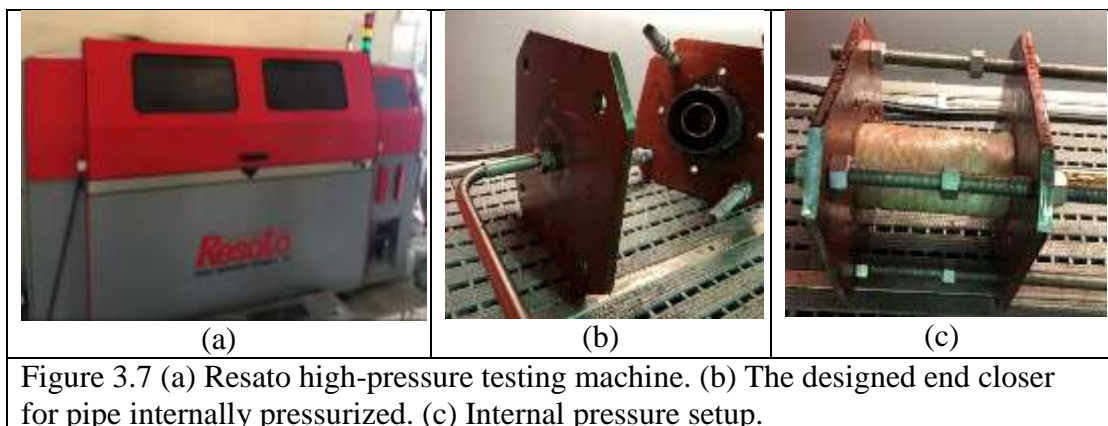 Resato
(a)
(b)
(c)
Figure 3.7 (a) Resato high-pressure testing machine. (b) The designed end closer
for pipe internally pressurized. (c) Internal pressure setup.